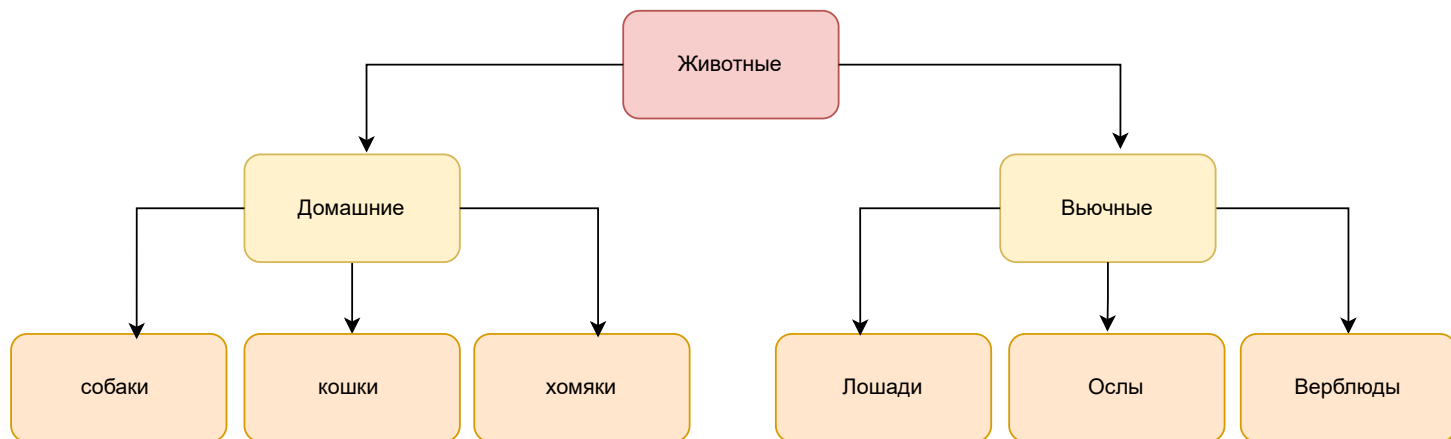 Животные
Домашние
Вьючные
собаки
кошки
хомяки
Лошади
Ослы
Верблюды